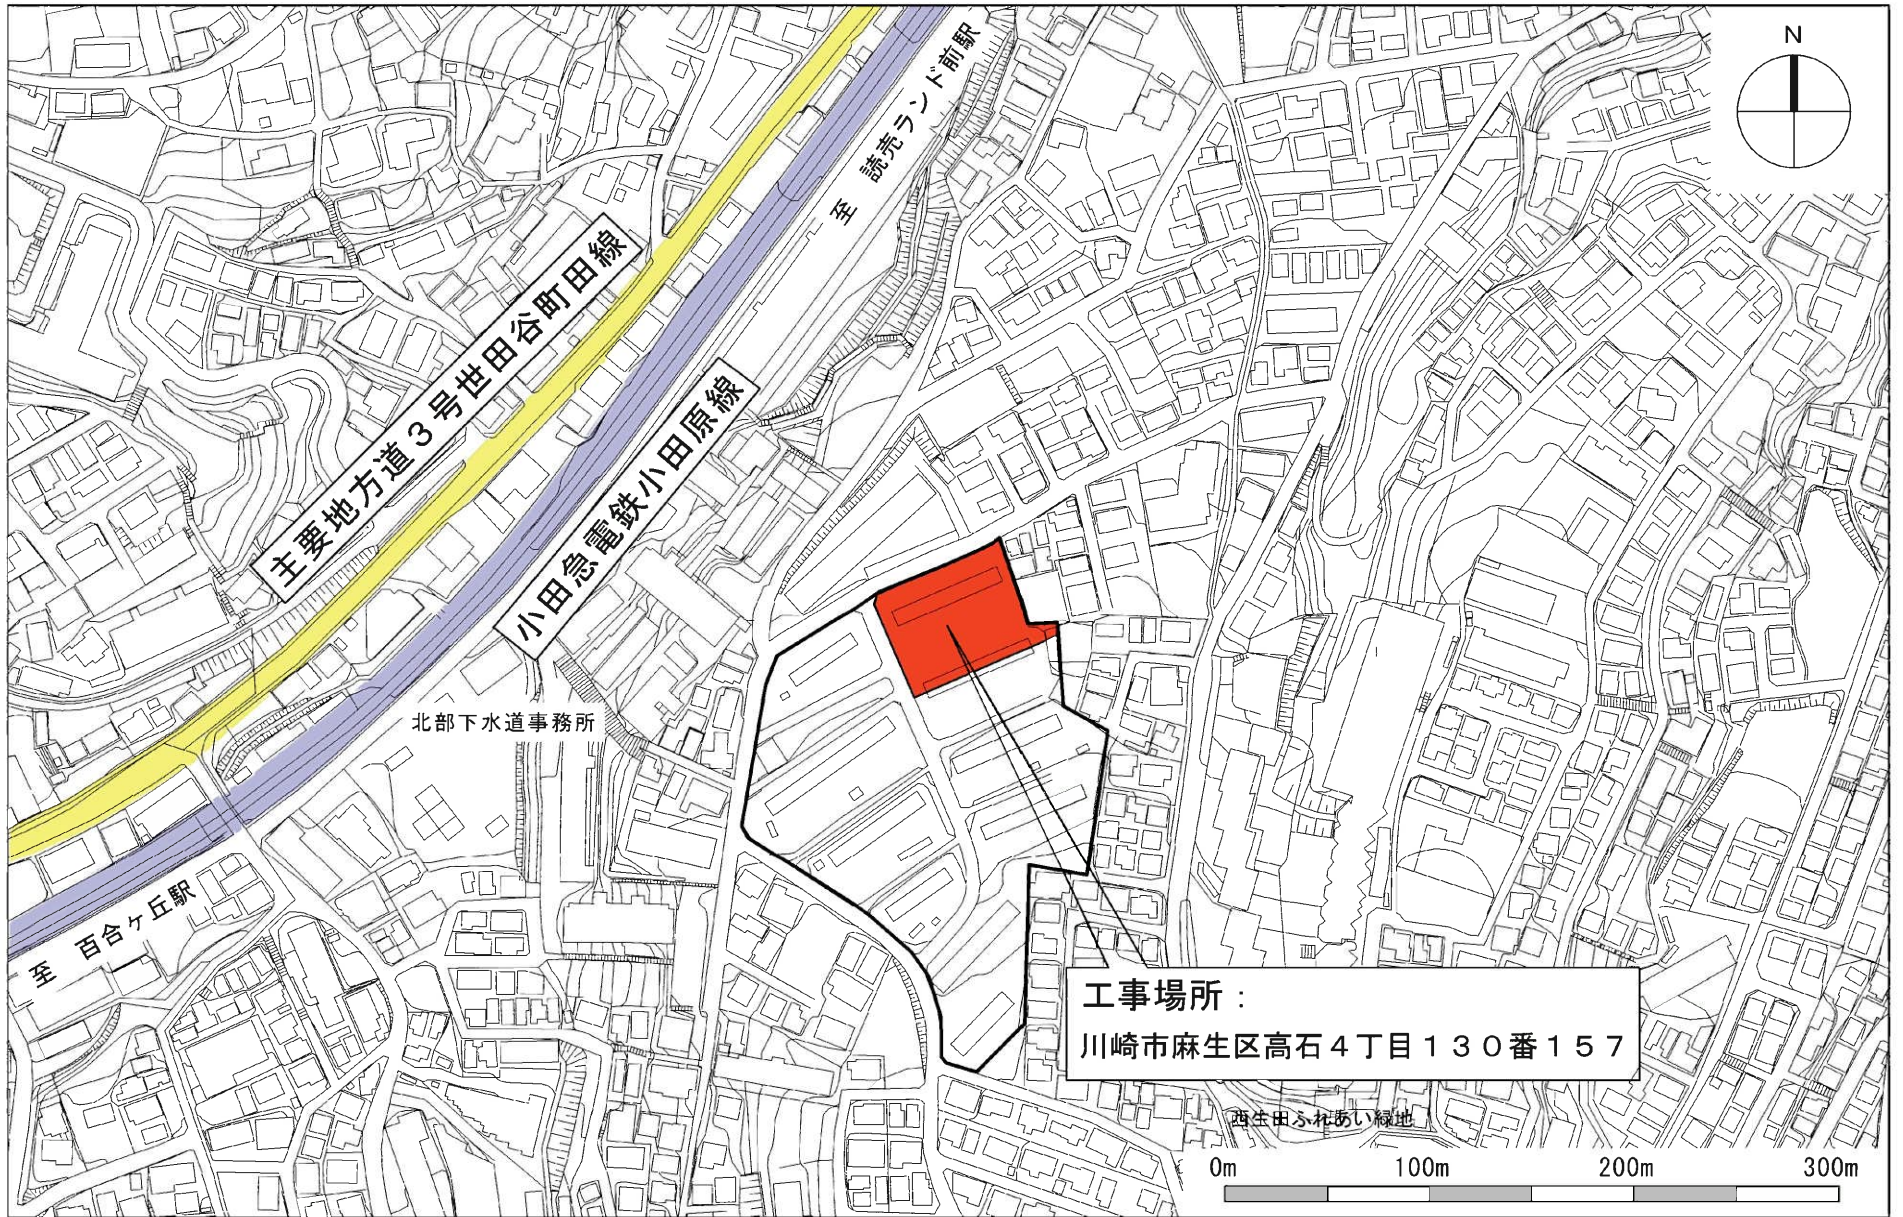 N
至 読売ランド前駅
主要地方道３号世田谷町田線
小田急電鉄小田原線
北部下水道事務所
至 百合ヶ丘駅
工事場所：
川崎市麻生区高石４丁目１３０番１５７
西生田ふれあい緑地
0m 100m 200m 300m